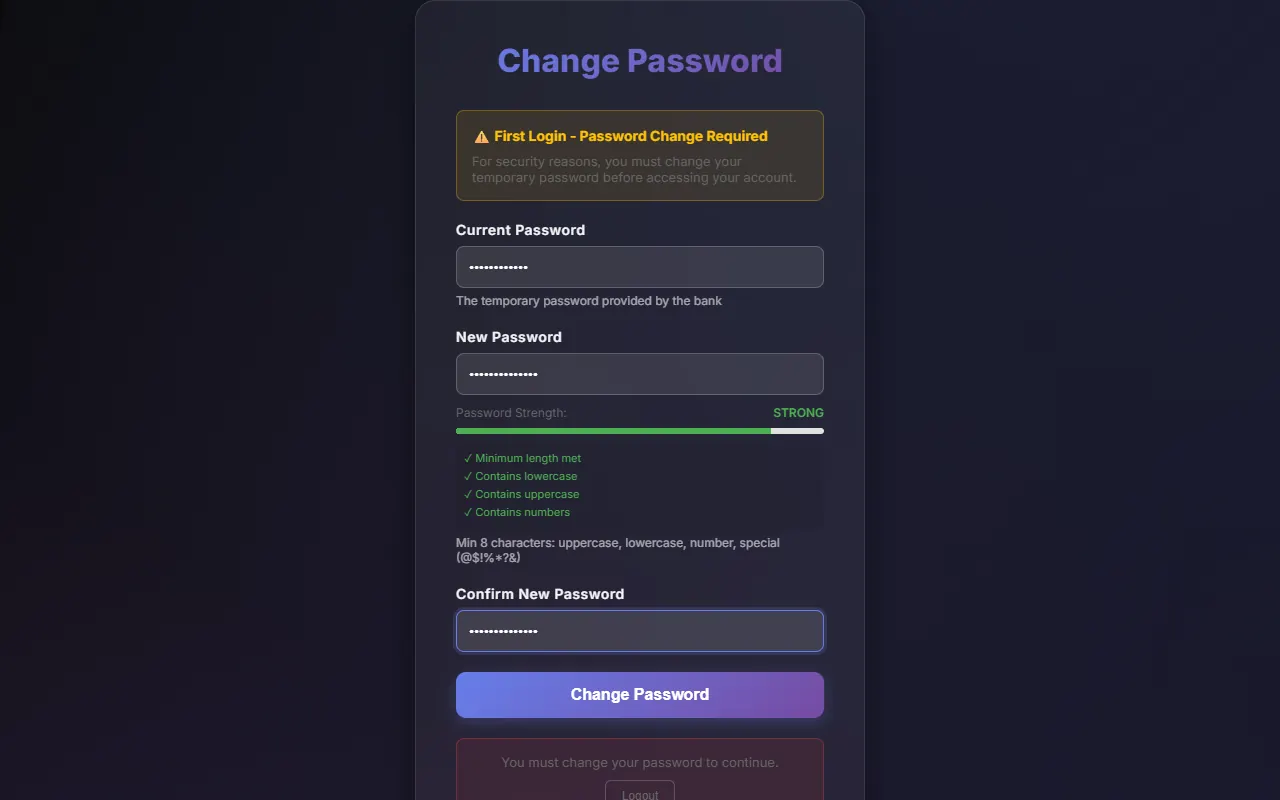 Change Password
⚠ First Login - Password Change Required
For security reasons, you must change your
temporary password before accessing your account.
Current Password
••••••••••••
The temporary password provided by the bank
New Password
••••••••••••••
Password Strength: STRONG
✓ Minimum length met
✓ Contains lowercase
✓ Contains uppercase
✓ Contains numbers
Min 8 characters: uppercase, lowercase, number, special
(@$!%*?&)
Confirm New Password
••••••••••••••
Change Password
You must change your password to continue.
Logout